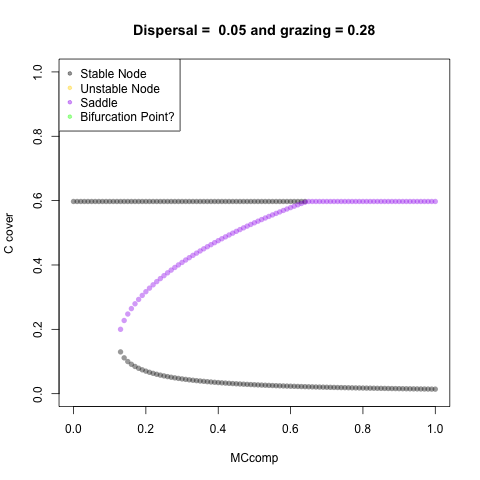 Dispersal =  0.05 and grazing = 0.28
Stable Node
Unstable Node
Saddle
Bifurcation Point?
C cover
1.0
0.8
0.6
0.4
0.2
0.0
0.0 0.2 0.4 0.6 0.8 1.0
MCcomp